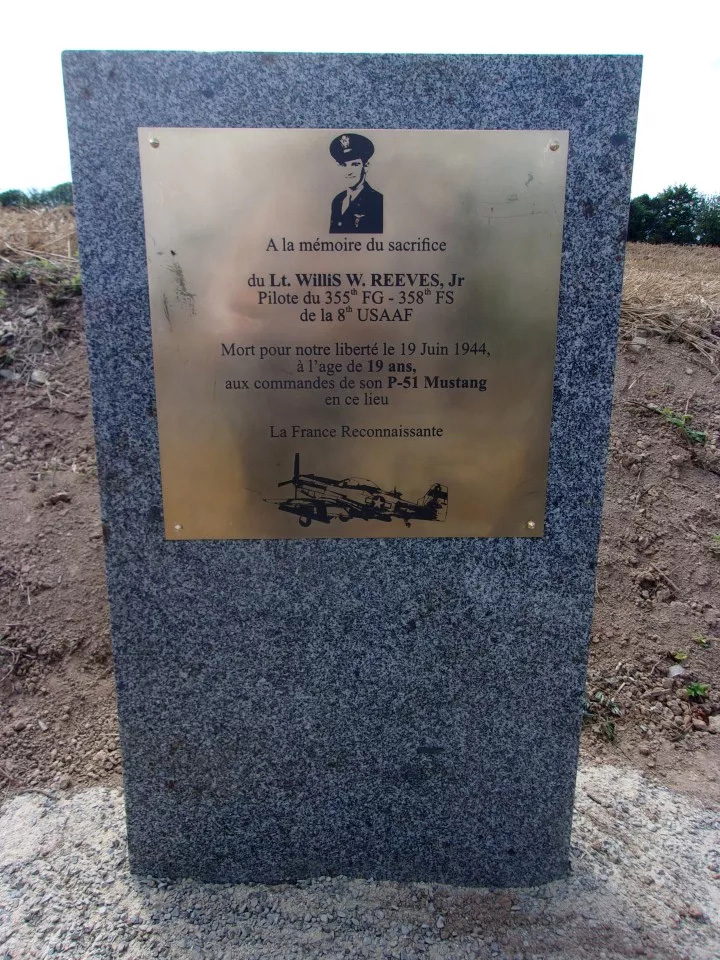 A la mémoire du sacrifice
du Lt. WilliS W. REEVES, Jr
Pilote du 355th FG - 358th FS
de la 8th USAAF
Mort pour notre liberté le 19 Juin 1944,
à l'age de 19 ans,
aux commandes de son P-51 Mustang
en ce lieu
La France Reconnaissante